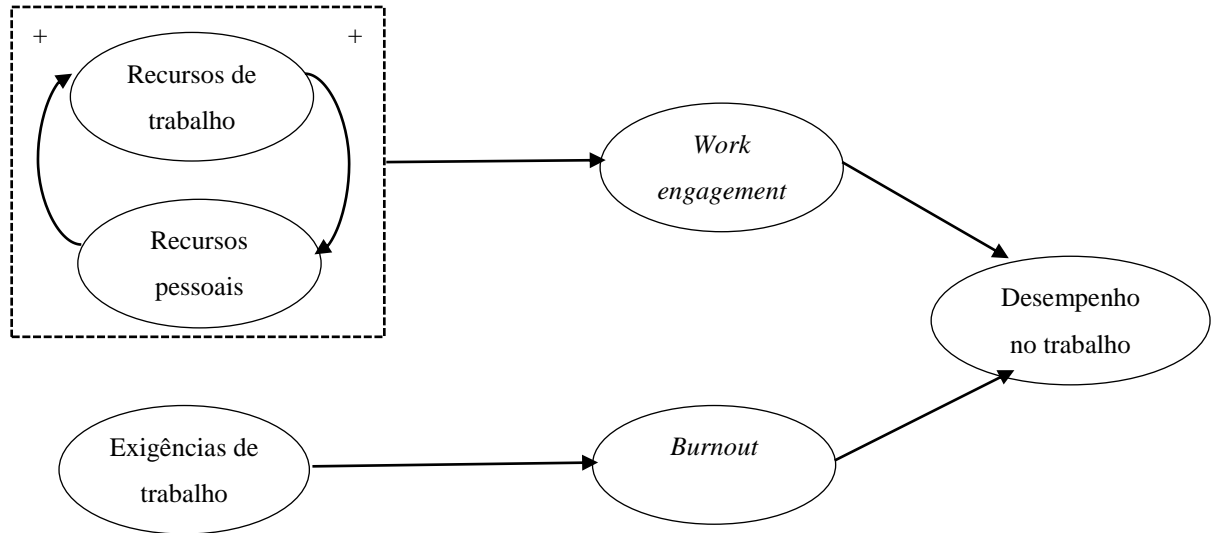 + +
Recursos de
trabalho
Recursos
pessoais
Work
engagement
Desempenho
no trabalho
Exigências de
trabalho
Burnout